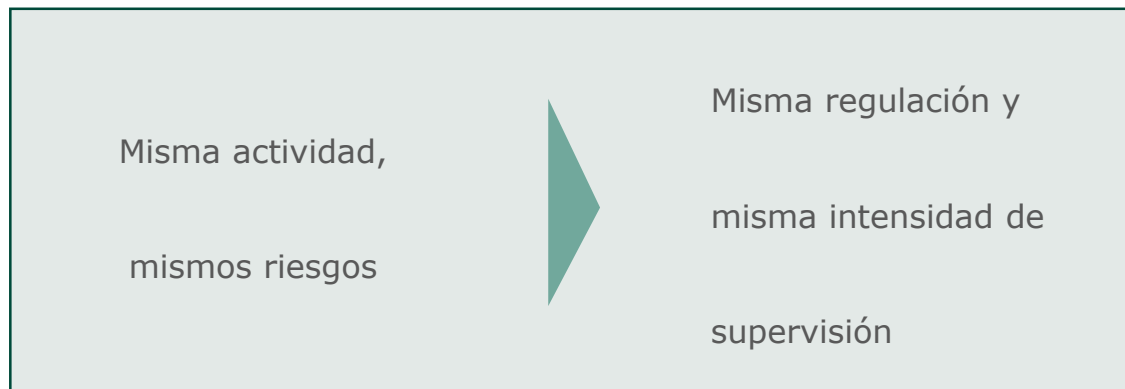 Misma actividad,
mismos riesgos
Misma regulación y
misma intensidad de
supervisión